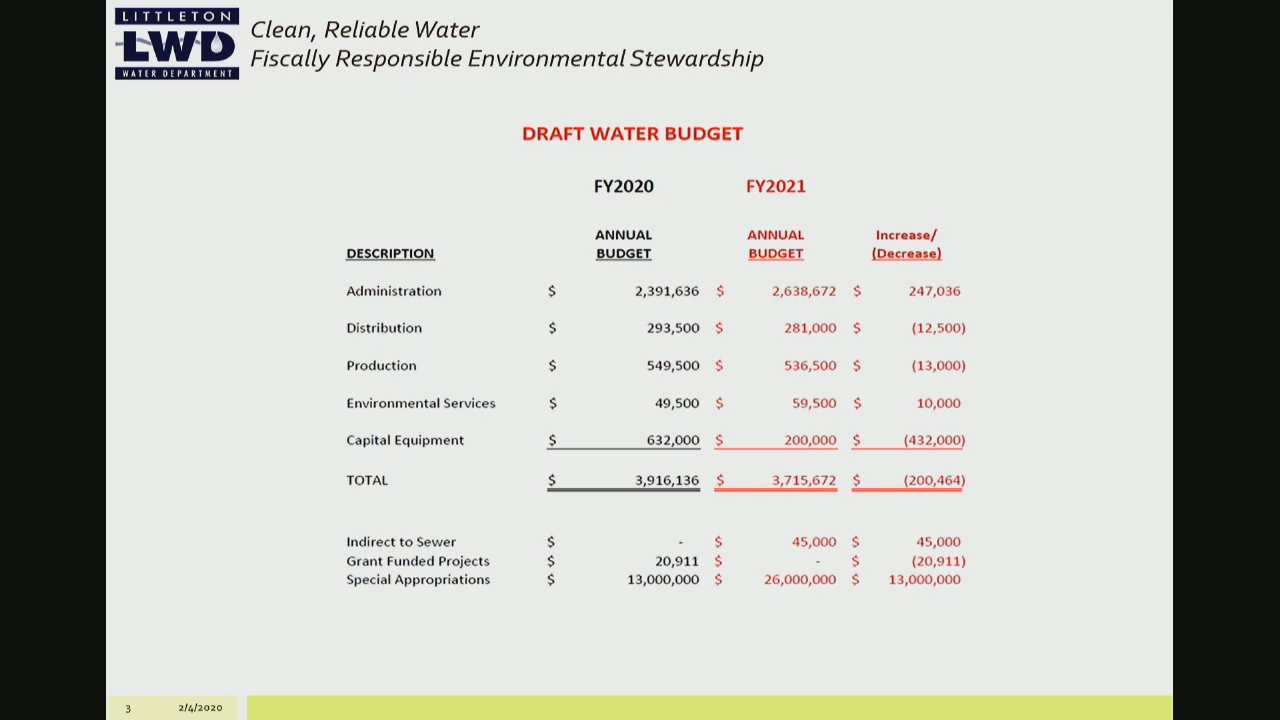 LITTLETON
LWD
WATER DEPARTMENT
Clean, Reliable Water
Fiscally Responsible Environmental Stewardship
DRAFT WATER BUDGET
FY2020 FY2021
ANNUAL ANNUAL Increase/
DESCRIPTION BUDGET BUDGET (Decrease)
Administration $ 2,391,636 $ 2,638,672 $ 247,036
Distribution $ 293,500 $ 281,000 $ (12,500)
Production $ 549,500 $ 536,500 $ (13,000)
Environmental Services $ 49,500 $ 59,500 $ 10,000
Capital Equipment $ 632,000 $ 200,000 $ (432,000)
TOTAL $ 3,916,136 $ 3,715,672 $ (200,464)
Indirect to Sewer $ - $ 45,000 $ 45,000
Grant Funded Projects $ 20,911 $ - $ (20,911)
Special Appropriations $ 13,000,000 $ 26,000,000 $ 13,000,000
3 2/4/2020